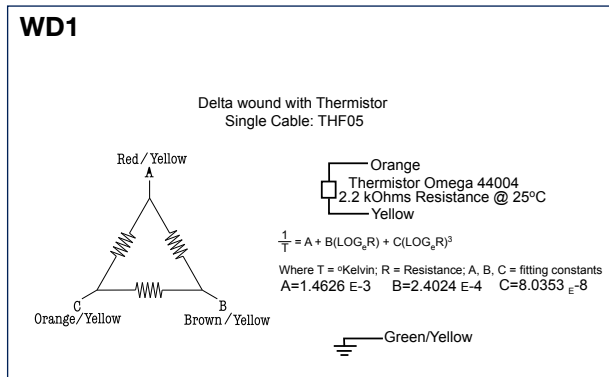 WD1
Delta wound with Thermistor
Single Cable: THF05
Red/Yellow
A
C
Orange/Yellow
B
Brown/Yellow
Orange
Thermistor Omega 44004
2.2 kOhms Resistance @ 25ºC
Yellow
1/T = A + B(LOGₑR) + C(LOGₑR)³
Where T = ºKelvin; R = Resistance; A, B, C = fitting constants
A=1.4626 E-3 B=2.4024 E-4 C=8.0353 E-8
Green/Yellow